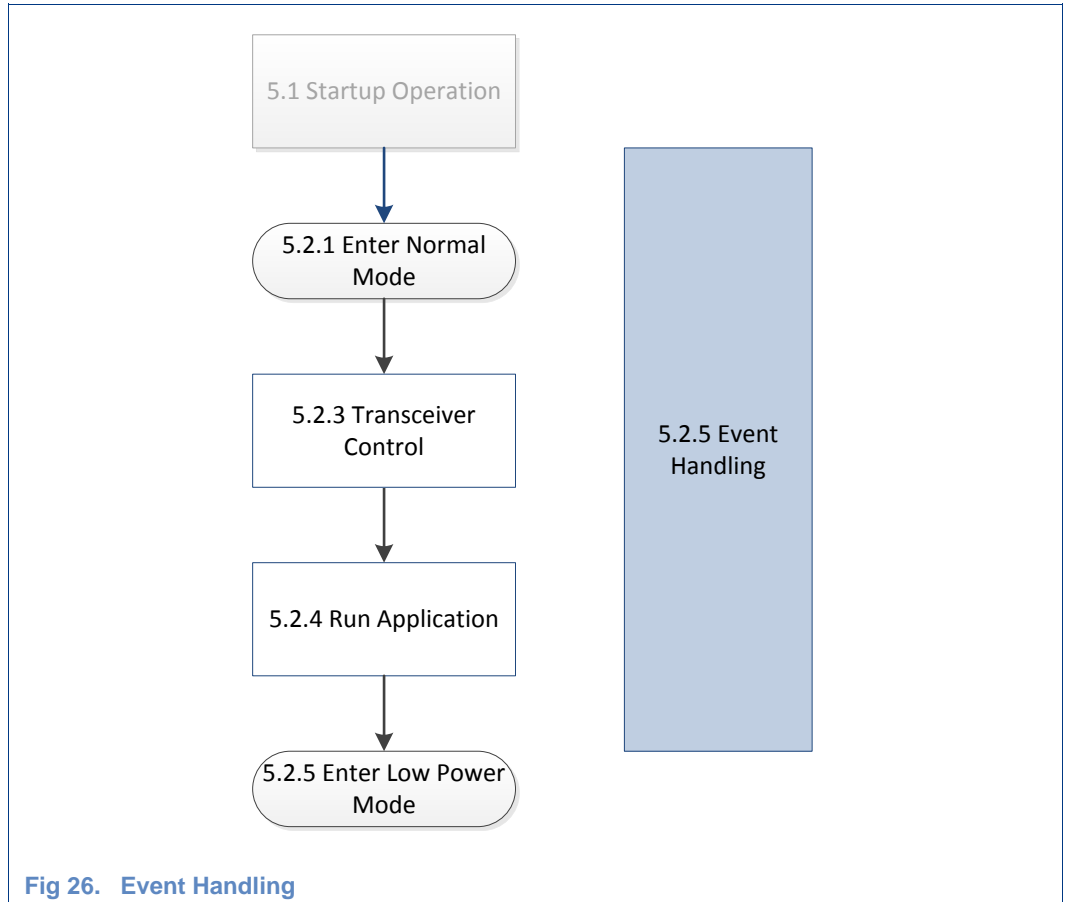 5.1 Startup Operation
5.2.1 Enter Normal
Mode
5.2.3 Transceiver
Control
5.2.5 Event
Handling
5.2.4 Run Application
5.2.5 Enter Low Power
Mode
Fig 26. Event Handling